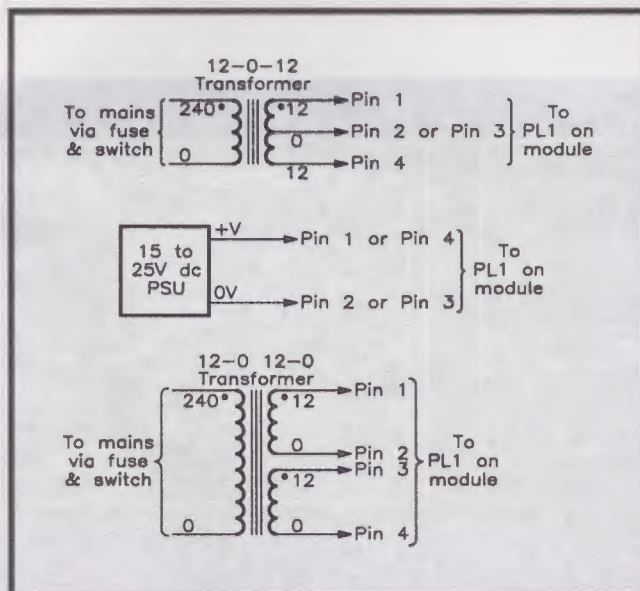 12-0-12
Transformer
To mains
via fuse
& switch
240
0
12
0
12
Pin 1
Pin 2 or Pin 3
Pin 4
To
PL1 on
module
15 to
25V dc
PSU
+V
0V
Pin 1 or Pin 4
Pin 2 or Pin 3
To
PL1 on
module
12-0 12-0
Transformer
To mains
via fuse
& switch
240
0
12
0
12
0
Pin 1
Pin 2
Pin 3
Pin 4
To
PL1 on
module